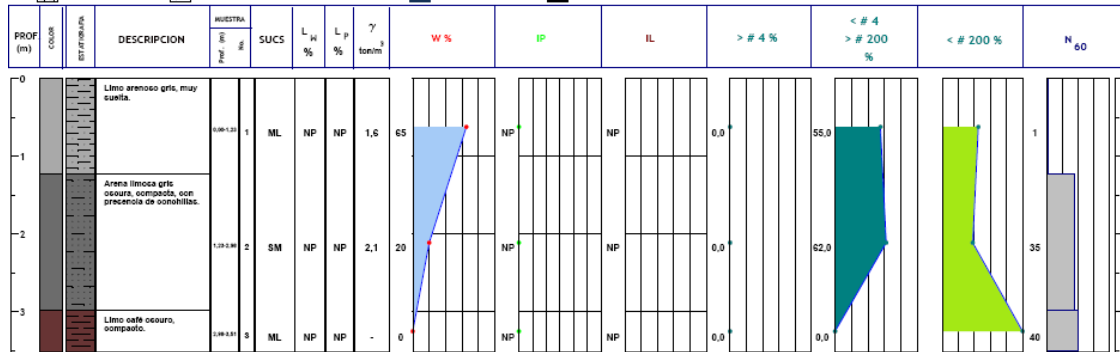 PROF (m)
COLOR
ESTATIGRAFIA
DESCRIPCION
MUESTRA
Prof. (m)
No.
SUCS
L W %
L P %
γ ton/m³
W %
IP
IL
> # 4 %
< # 4
> # 200
%
< # 200 %
N 60
0
Limo arenoso gris, muy
suelta.
0,00-1,23 1 ML NP NP 1,6 65 NP NP 0,0 55,0 1
1
Arena limosa gris
oscura, compacta, con
presencia de conchillas.
2
1,23-2,98 2 SM NP NP 2,1 20 NP NP 0,0 62,0 35
3
Limo café oscuro,
compacto.
2,98-3,51 3 ML NP NP - 0 NP NP 0,0 0,0 40